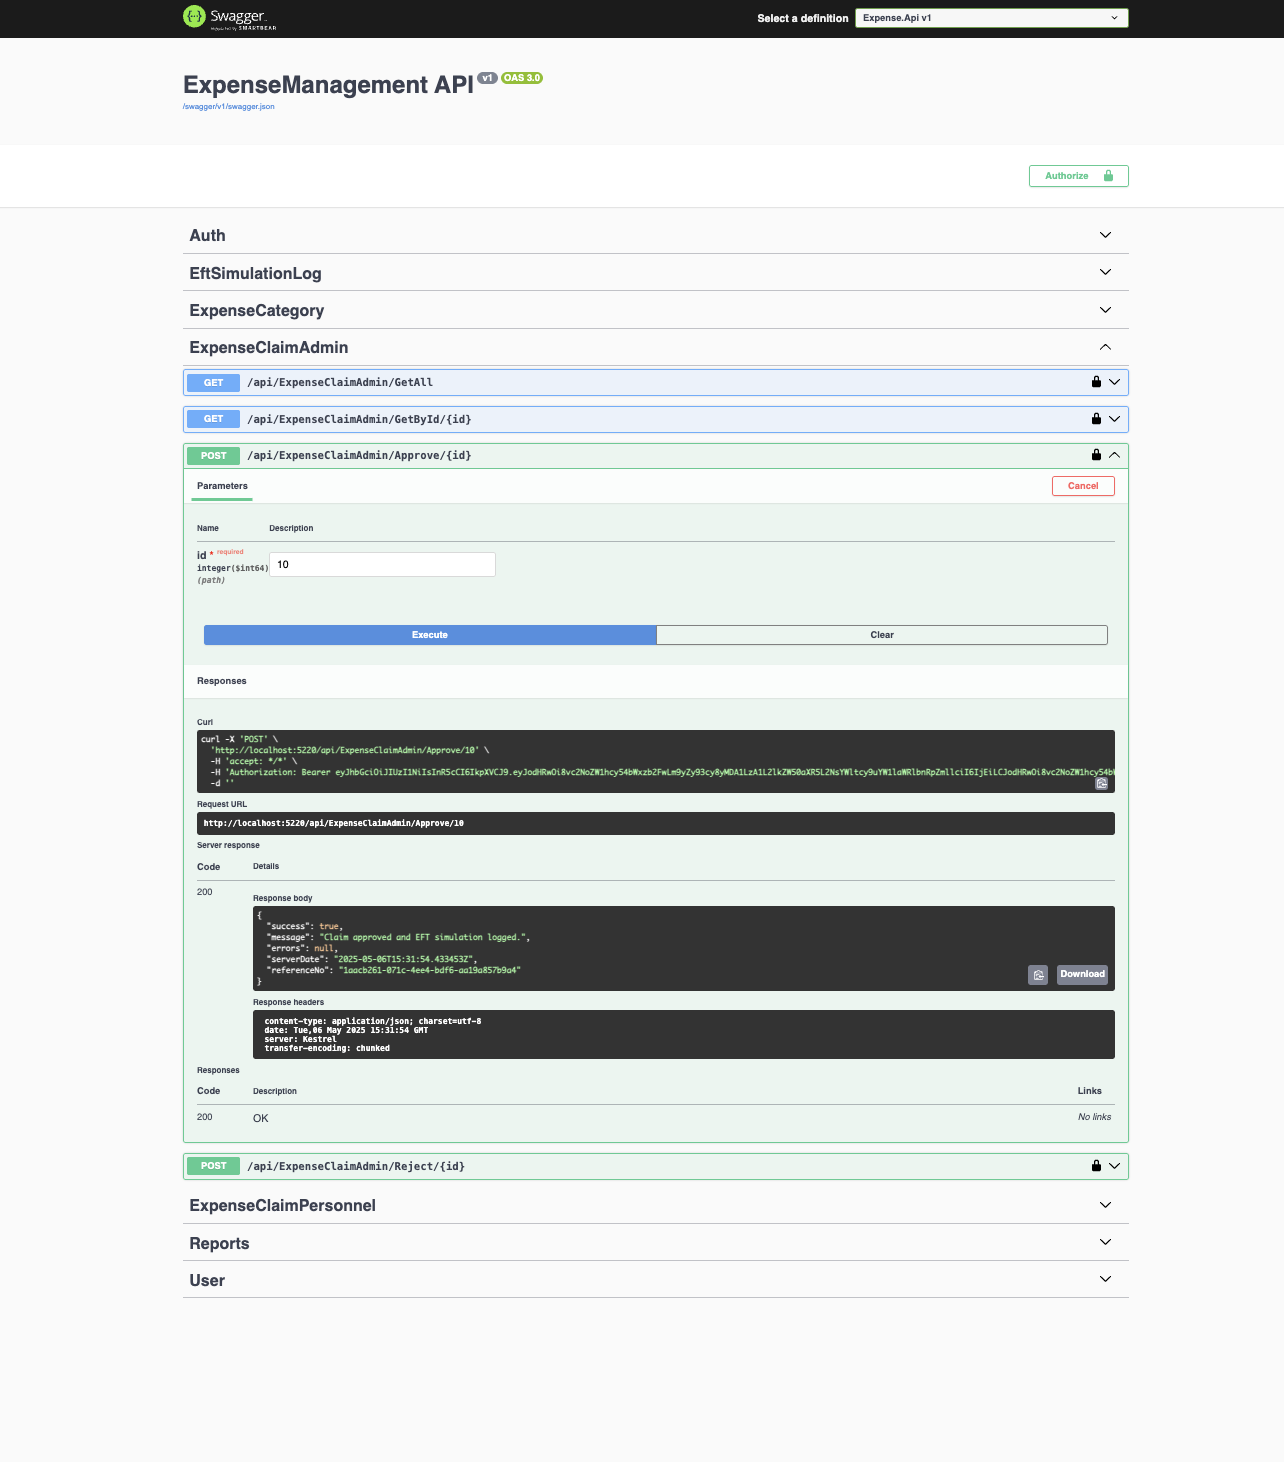 Swagger.
Supported by SMARTBEAR
Select a definition
Expense.Api v1
ExpenseManagement API v1 OAS 3.0
/swagger/v1/swagger.json
Authorize
Auth
EftSimulationLog
ExpenseCategory
ExpenseClaimAdmin
GET /api/ExpenseClaimAdmin/GetAll
GET /api/ExpenseClaimAdmin/GetById/{id}
POST /api/ExpenseClaimAdmin/Approve/{id}
Parameters
Cancel
Name Description
id * required
integer($int64)
(path)
10
Execute Clear
Responses
Curl
curl -X 'POST' \
'http://localhost:5220/api/ExpenseClaimAdmin/Approve/10' \
-H 'accept: */*' \
-H 'Authorization: Bearer
-d ''
Request URL
http://localhost:5220/api/ExpenseClaimAdmin/Approve/10
Server response
Code Details
200
Response body
{
"success": true,
"message": "Claim approved and EFT simulation logged.",
"errors": null,
"serverDate": "2025-05-06T15:31:54.433453Z",
"referenceNo": "1aacb261-071c-4ee4-bdf6-aa19a857b9a4"
}
Download
Response headers
content-type: application/json; charset=utf-8
date: Tue,06 May 2025 15:31:54 GMT
server: Kestrel
transfer-encoding: chunked
Responses
Code Description Links
200 OK No links
POST /api/ExpenseClaimAdmin/Reject/{id}
ExpenseClaimPersonnel
Reports
User